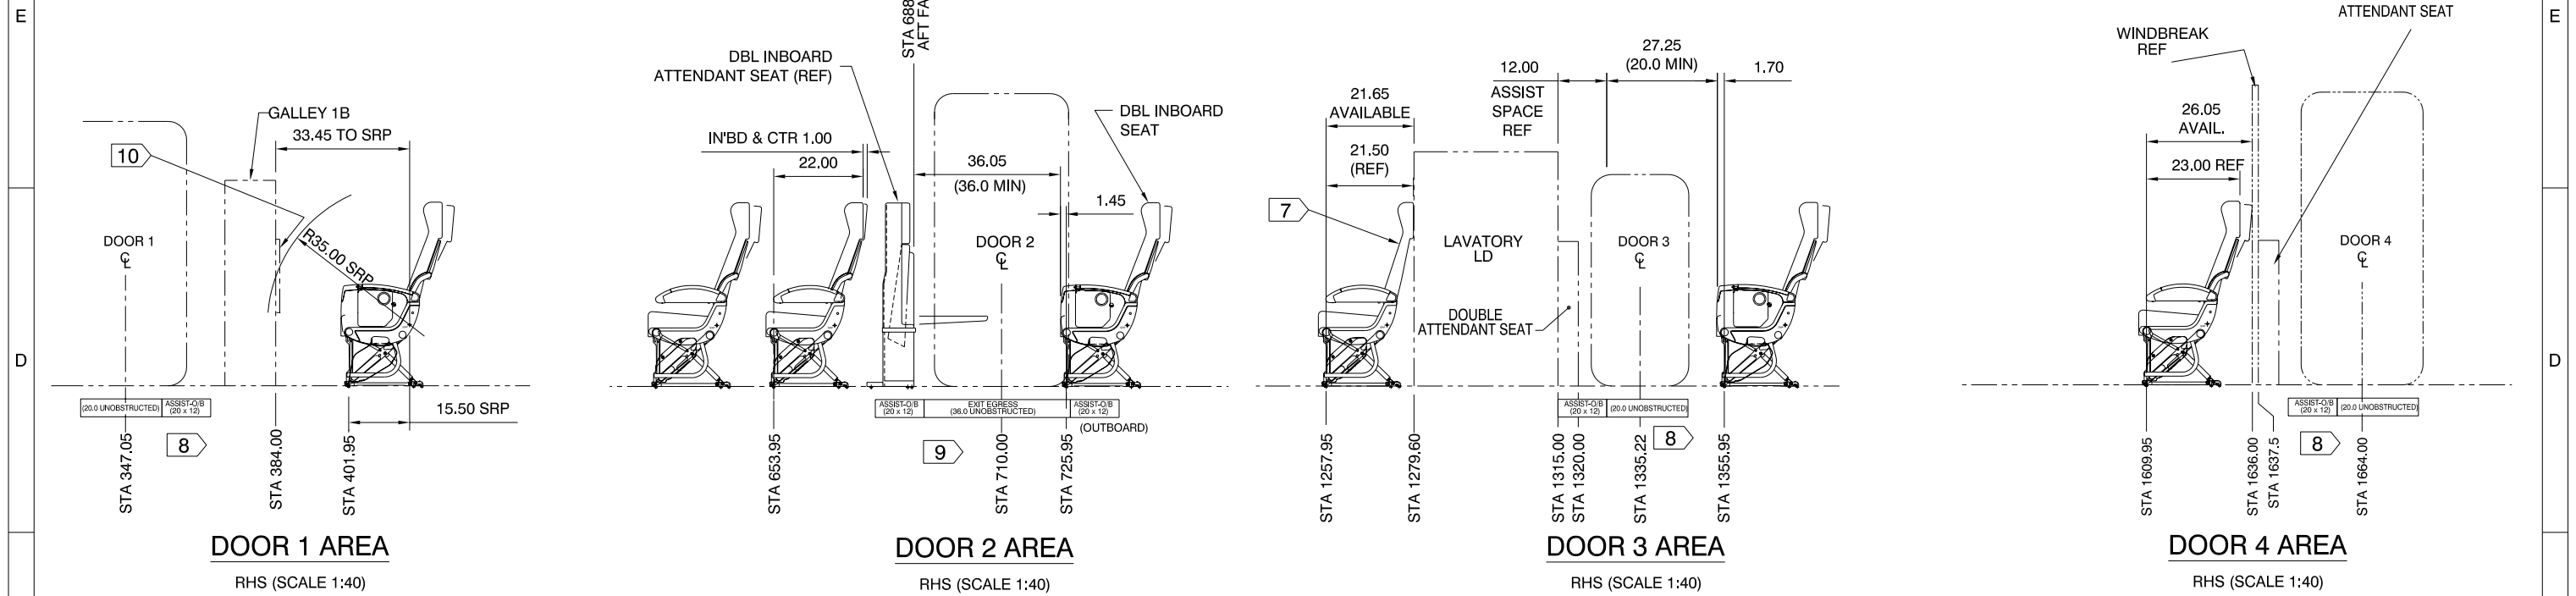 E
GALLEY 1B
33.45 TO SRP
10
R35.00 SRP
DOOR 1
℄
(20.0 UNOBSTRUCTED)
ASSIST-O/B
(20 x 12)
15.50 SRP
8
STA 347.05
STA 384.00
STA 401.95
DOOR 1 AREA
RHS (SCALE 1:40)
D
STA 688
AFT FA
DBL INBOARD
ATTENDANT SEAT (REF)
IN'BD & CTR 1.00
22.00
36.05
(36.0 MIN)
1.45
DBL INBOARD
SEAT
DOOR 2
℄
ASSIST-O/B
(20 x 12)
EXIT EGRESS
(36.0 UNOBSTRUCTED)
ASSIST-O/B
(20 x 12)
(OUTBOARD)
9
STA 653.95
STA 710.00
STA 725.95
DOOR 2 AREA
RHS (SCALE 1:40)
27.25
(20.0 MIN)
12.00
ASSIST
SPACE
REF
1.70
21.65
AVAILABLE
21.50
(REF)
7
LAVATORY
LD
DOOR 3
℄
DOUBLE
ATTENDANT SEAT
ASSIST-O/B
(20 x 12)
(20.0 UNOBSTRUCTED)
8
STA 1257.95
STA 1279.60
STA 1315.00
STA 1320.00
STA 1335.22
STA 1355.95
DOOR 3 AREA
RHS (SCALE 1:40)
ATTENDANT SEAT
WINDBREAK
REF
26.05
AVAIL.
23.00 REF
DOOR 4
℄
ASSIST-O/B
(20 x 12)
(20.0 UNOBSTRUCTED)
8
STA 1609.95
STA 1636.00
STA 1637.5
STA 1664.00
DOOR 4 AREA
RHS (SCALE 1:40)
E
D